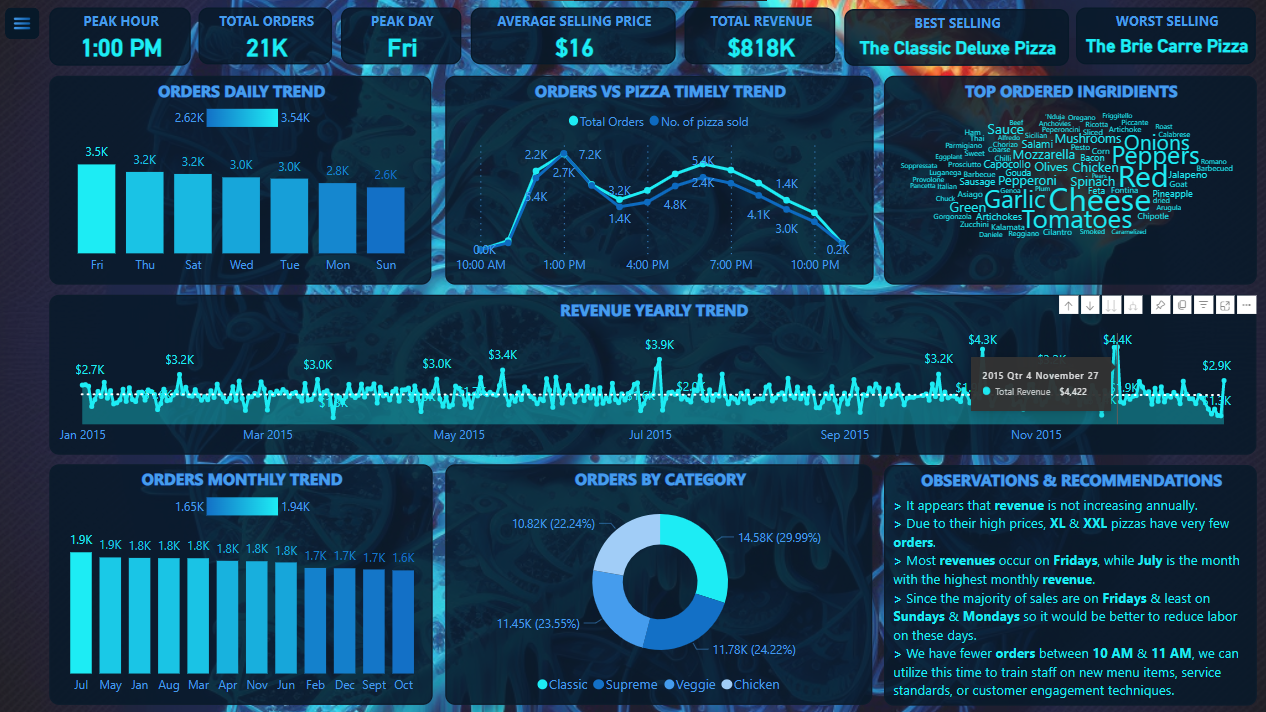 PEAK HOUR
1:00 PM
TOTAL ORDERS
21K
PEAK DAY
Fri
AVERAGE SELLING PRICE
$16
TOTAL REVENUE
$818K
BEST SELLING
The Classic Deluxe Pizza
WORST SELLING
The Brie Carre Pizza
ORDERS DAILY TREND
2.62K 3.54K
3.5K 3.2K 3.2K 3.0K 3.0K 2.8K 2.6K
Fri Thu Sat Wed Tue Mon Sun
ORDERS VS PIZZA TIMELY TREND
Total Orders No. of pizza sold
2.2K 7.2K 5.4K
2.7K 2.4K 1.4K
3.2K
1.4K 4.8K 4.1K
3.0K
0.0K 0.2K
10:00 AM 1:00 PM 4:00 PM 7:00 PM 10:00 PM
TOP ORDERED INGRIDIENTS
'Nduja Oregano Friggitello
Beef Anchovies Ricotta Piccante
Ham Sauce Peperoncini Sliced Artichoke Roast
Thai Alfredo Sicilian Mushrooms Onions Calabrese
Parmigiano Chorizo Salami Pesto
Eggplant Sweet Coarse Mozzarella Corn Peppers
Soppressata Prosciutto Chilli Capocollo Olives Bacon Chicken Romano
Luganega Barbecue Gouda Red Jalapeno Barbecued
Provolone Sausage Pepperoni Spinach Goat
Pancetta Italian Genoa Plum Feta Fontina
Chuck Asiago Garlic Cheese Pineapple
dried
Green Arugula
Gorgonzola Artichokes Tomatoes Chipotle
Zucchini Kalamata
Daniele Reggiano Cilantro Smoked Caramelized
REVENUE YEARLY TREND
$2.7K $3.2K $3.0K $3.0K $3.4K $3.9K $3.2K $4.3K $4.4K $2.9K
2015 Qtr 4 November 27
Total Revenue $4,422
Jan 2015 Mar 2015 May 2015 Jul 2015 Sep 2015 Nov 2015
ORDERS MONTHLY TREND
1.65K 1.94K
1.9K 1.9K 1.8K 1.8K 1.8K 1.8K 1.8K 1.8K 1.7K 1.7K 1.7K 1.6K
Jul May Jan Aug Mar Apr Nov Jun Feb Dec Sept Oct
ORDERS BY CATEGORY
10.82K (22.24%)
14.58K (29.99%)
11.45K (23.55%)
11.78K (24.22%)
Classic Supreme Veggie Chicken
OBSERVATIONS & RECOMMENDATIONS
> It appears that revenue is not increasing annually.
> Due to their high prices, XL & XXL pizzas have very few
orders.
> Most revenues occur on Fridays, while July is the month
with the highest monthly revenue.
> Since the majority of sales are on Fridays & least on
Sundays & Mondays so it would be better to reduce labor
on these days.
> We have fewer orders between 10 AM & 11 AM, we can
utilize this time to train staff on new menu items, service
standards, or customer engagement techniques.